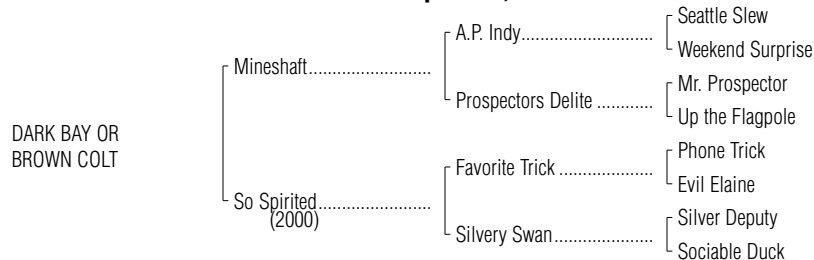 A.P. Indy
Seattle Slew
Weekend Surprise
Mineshaft
Prospectors Delite
Mr. Prospector
Up the Flagpole
DARK BAY OR
BROWN COLT
Favorite Trick
Phone Trick
Evil Elaine
So Spirited
(2000)
Silvery Swan
Silver Deputy
Sociable Duck